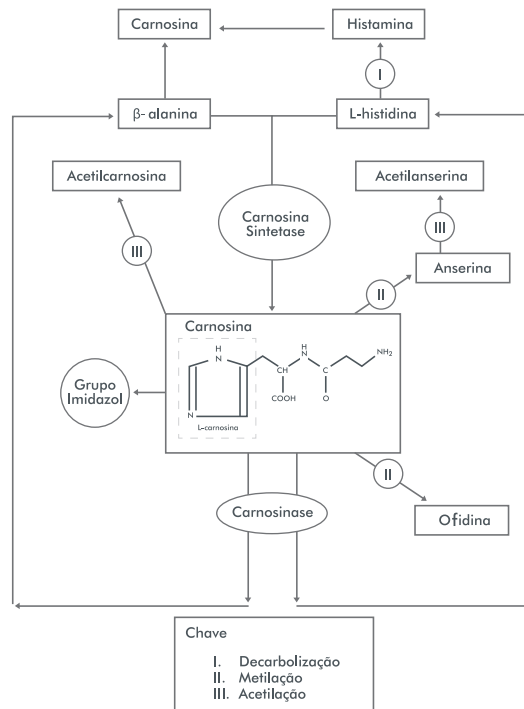 Carnosina
Histamina
I
β-alanina
L-histidina
Acetilcarnosina
Acetilanserina
Carnosina
Sintetase
III
III
Anserina
II
Carnosina
H
N
H
N
NH₂
CH
C
COOH
O
N
L-carnosina
Grupo
Imidazol
II
Carnosinase
Ofidina
Chave
I. Decarbolização
II. Metilação
III. Acetilação